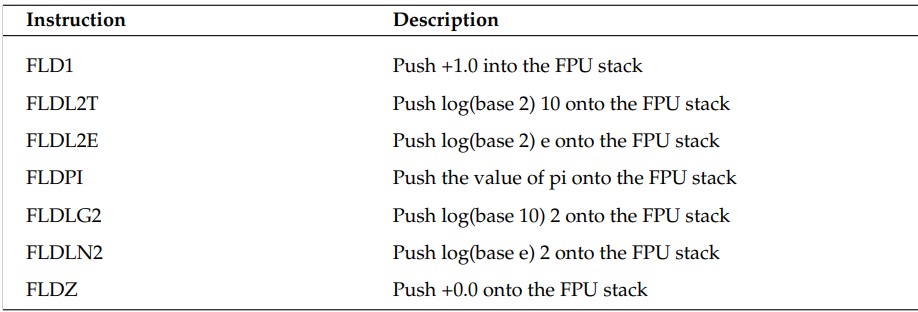 Instruction Description
FLD1 Push +1.0 into the FPU stack
FLDL2T Push log(base 2) 10 onto the FPU stack
FLDL2E Push log(base 2) e onto the FPU stack
FLDPI Push the value of pi onto the FPU stack
FLDLG2 Push log(base 10) 2 onto the FPU stack
FLDLN2 Push log(base e) 2 onto the FPU stack
FLDZ Push +0.0 onto the FPU stack